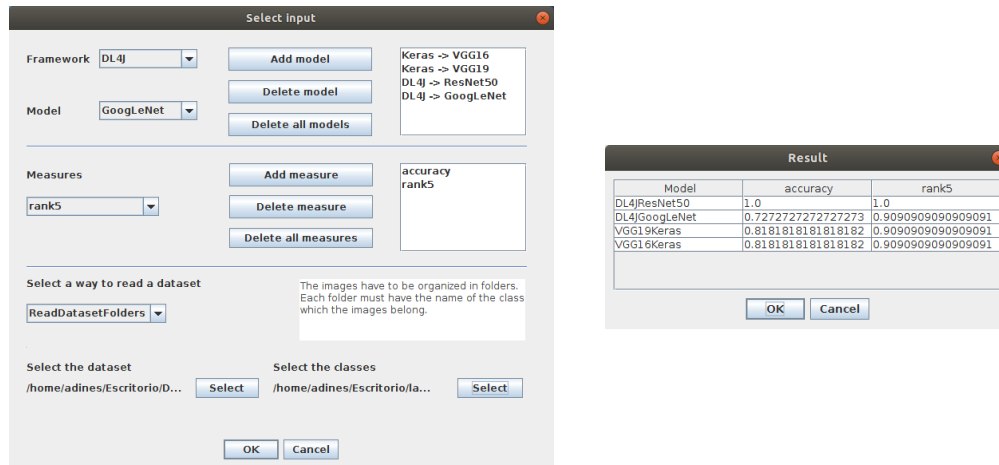 Select Input
Framework DL4J Add model
Keras -> VGG16
Keras -> VGG19
DL4J -> ResNet50
DL4J -> GoogLeNet
Delete model
Model GoogLeNet
Delete all models
Measures
Add measure
accuracy
rank5
rank5
Delete measure
Delete all measures
Select a way to read a dataset
ReadDatasetFolders
The images have to be organized in folders.
Each folder must have the name of the class
which the images belong.
Select the dataset
/home/adines/Escritorio/D... Select
Select the classes
/home/adines/Escritorio/la... Select
OK Cancel
Result
Model accuracy rank5
DL4JResNet50 1.0 1.0
DL4JGoogLeNet 0.7272727272727273 0.9090909090909091
VGG19Keras 0.8181818181818182 0.9090909090909091
VGG16Keras 0.8181818181818182 0.9090909090909091
OK Cancel